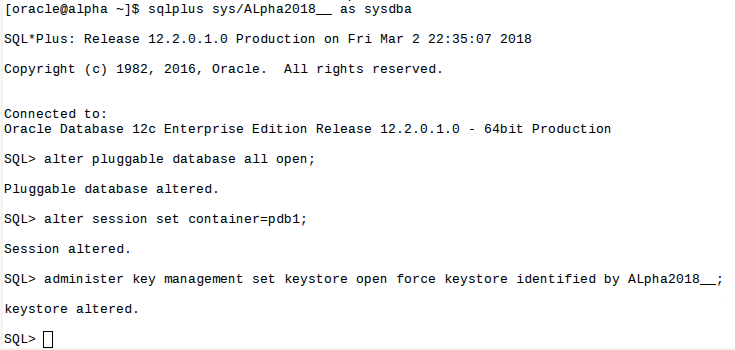 [oracle@alpha ~]$ sqlplus sys/ALpha2018__ as sysdba
SQL*Plus: Release 12.2.0.1.0 Production on Fri Mar 2 22:35:07 2018
Copyright (c) 1982, 2016, Oracle.  All rights reserved.
Connected to:
Oracle Database 12c Enterprise Edition Release 12.2.0.1.0 - 64bit Production
SQL> alter pluggable database all open;
Pluggable database altered.
SQL> alter session set container=pdb1;
Session altered.
SQL> administer key management set keystore open force keystore identified by ALpha2018__;
keystore altered.
SQL>